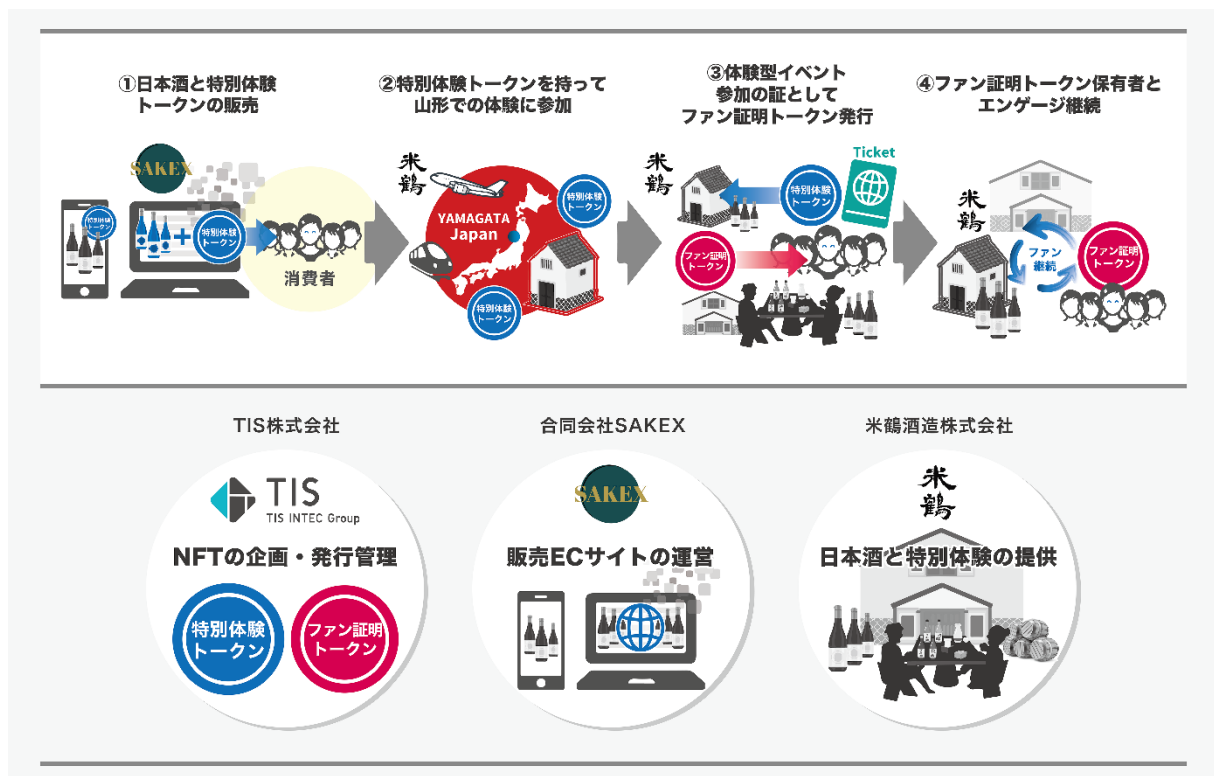 ①日本酒と特別体験
トークンの販売
②特別体験トークンを持って
山形での体験に参加
③体験型イベント
参加の証として
ファン証明トークン発行
④ファン証明トークン保有者と
エンゲージ継続
SAKEX
特別体験
トークン
+
特別体験
トークン
消費者
米鶴
YAMAGATA
Japan
特別体験
トークン
特別体験
トークン
米鶴
Ticket
特別体験
トークン
ファン証明
トークン
米鶴
ファン
継続
ファン証明
トークン
TIS株式会社
TIS
TIS INTEC Group
NFTの企画・発行管理
特別体験
トークン
ファン証明
トークン
合同会社SAKEX
SAKEX
販売ECサイトの運営
米鶴酒造株式会社
米鶴
日本酒と特別体験の提供